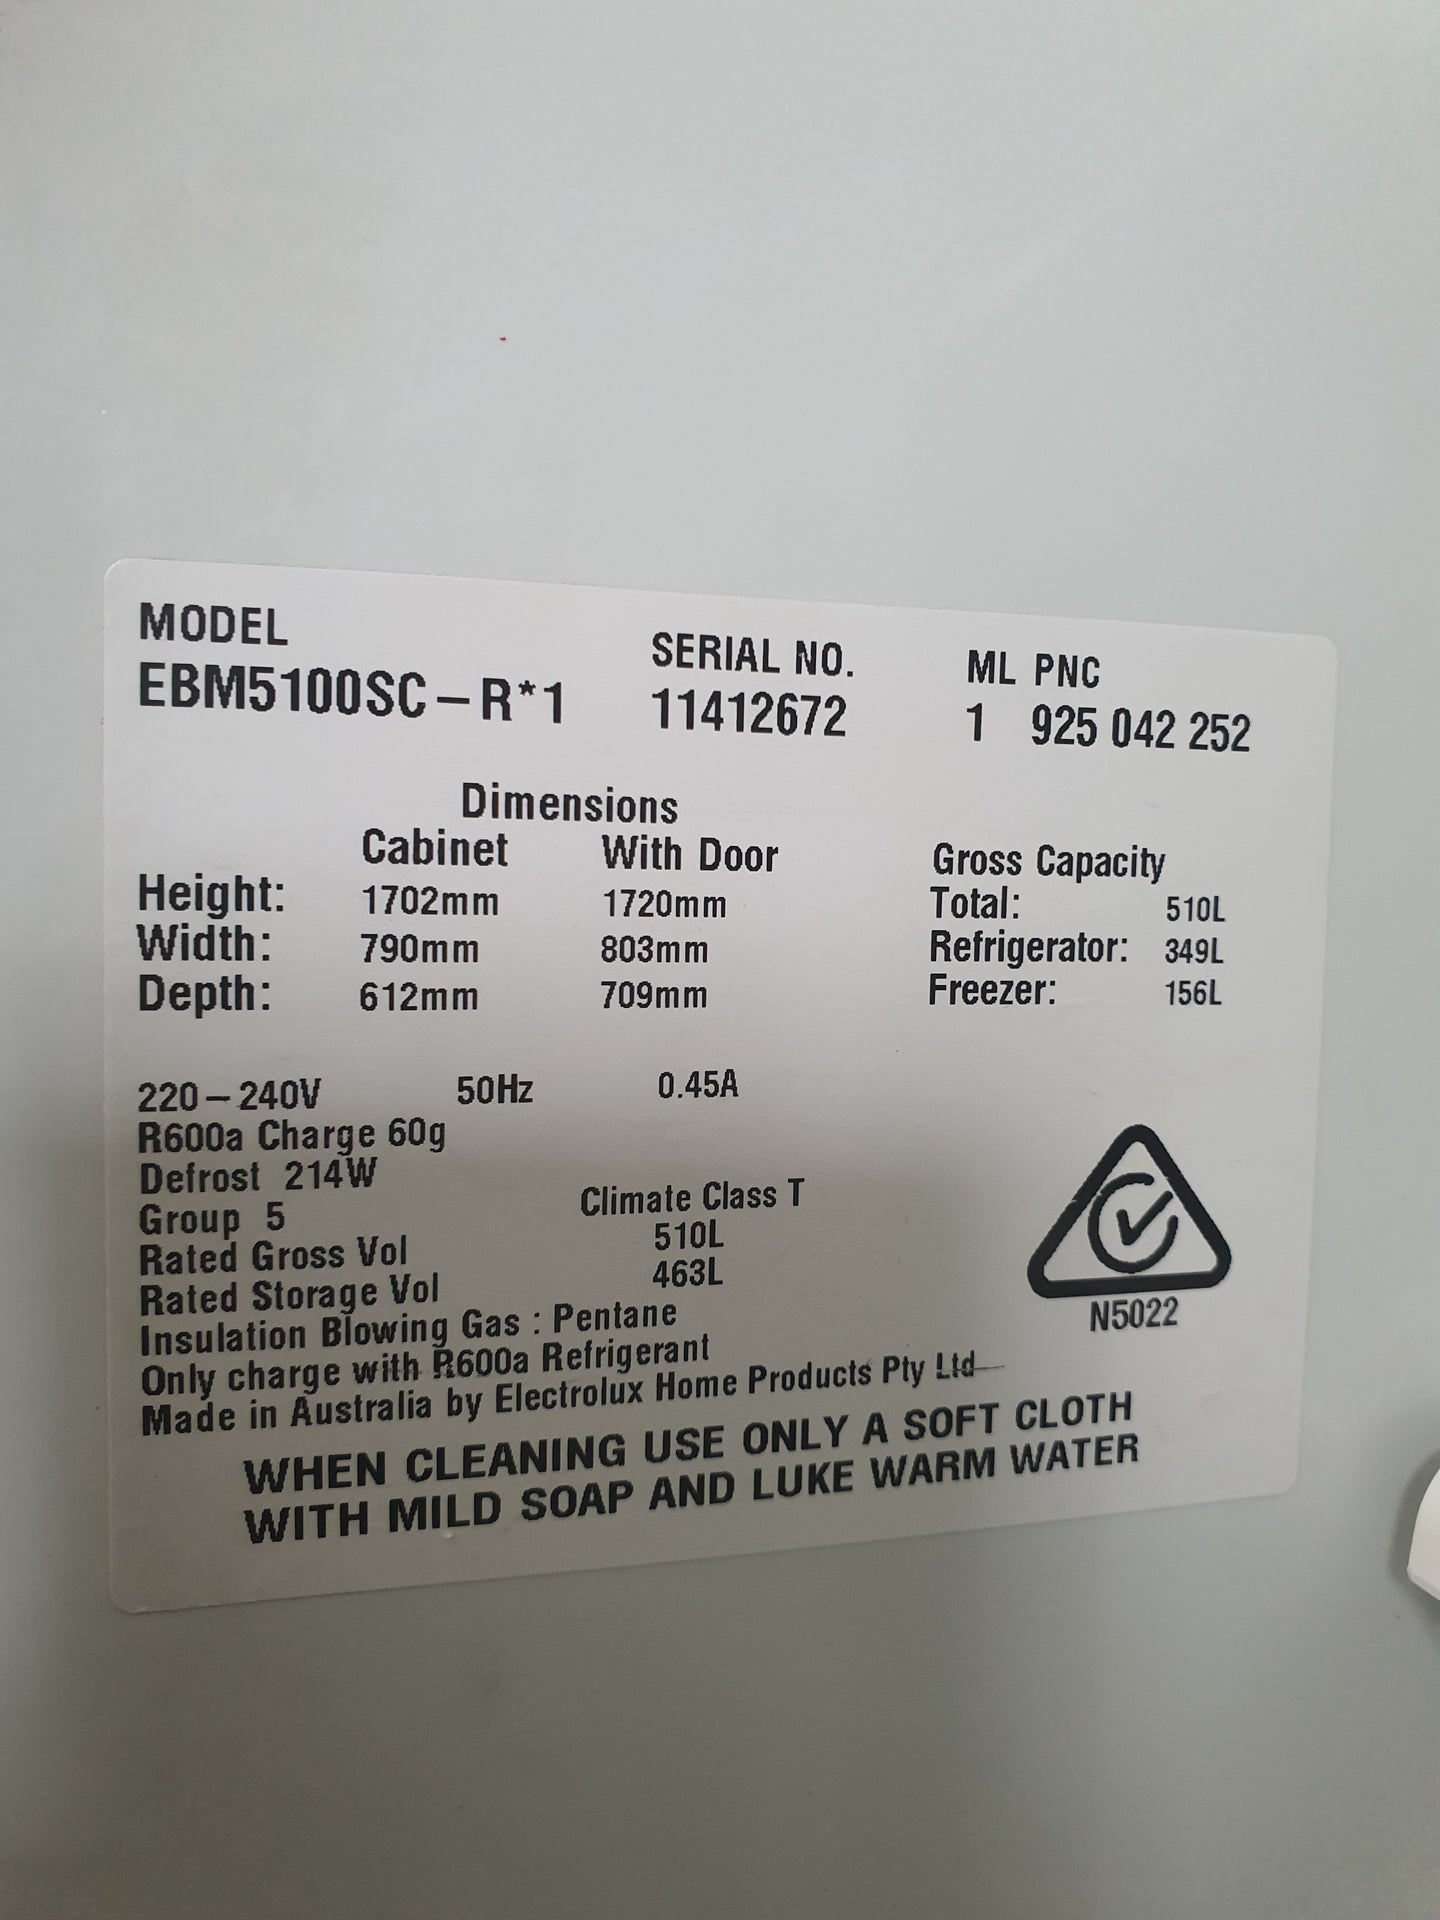 MODEL SERIAL NO. ML PNC
EBM5100SC-R*1 11412672 1 925 042 252
Dimensions
Cabinet With Door Gross Capacity
Height: 1702mm 1720mm Total: 510L
Width: 790mm 803mm Refrigerator: 349L
Depth: 612mm 709mm Freezer: 156L
220-240V 50Hz 0.45A
R600a Charge 60g
Defrost 214W
Group 5 Climate Class T
Rated Gross Vol 510L
Rated Storage Vol 463L
Insulation Blowing Gas : Pentane
Only charge with R600a Refrigerant
Made in Australia by Electrolux Home Products Pty Ltd
N5022
WHEN CLEANING USE ONLY A SOFT CLOTH
WITH MILD SOAP AND LUKE WARM WATER